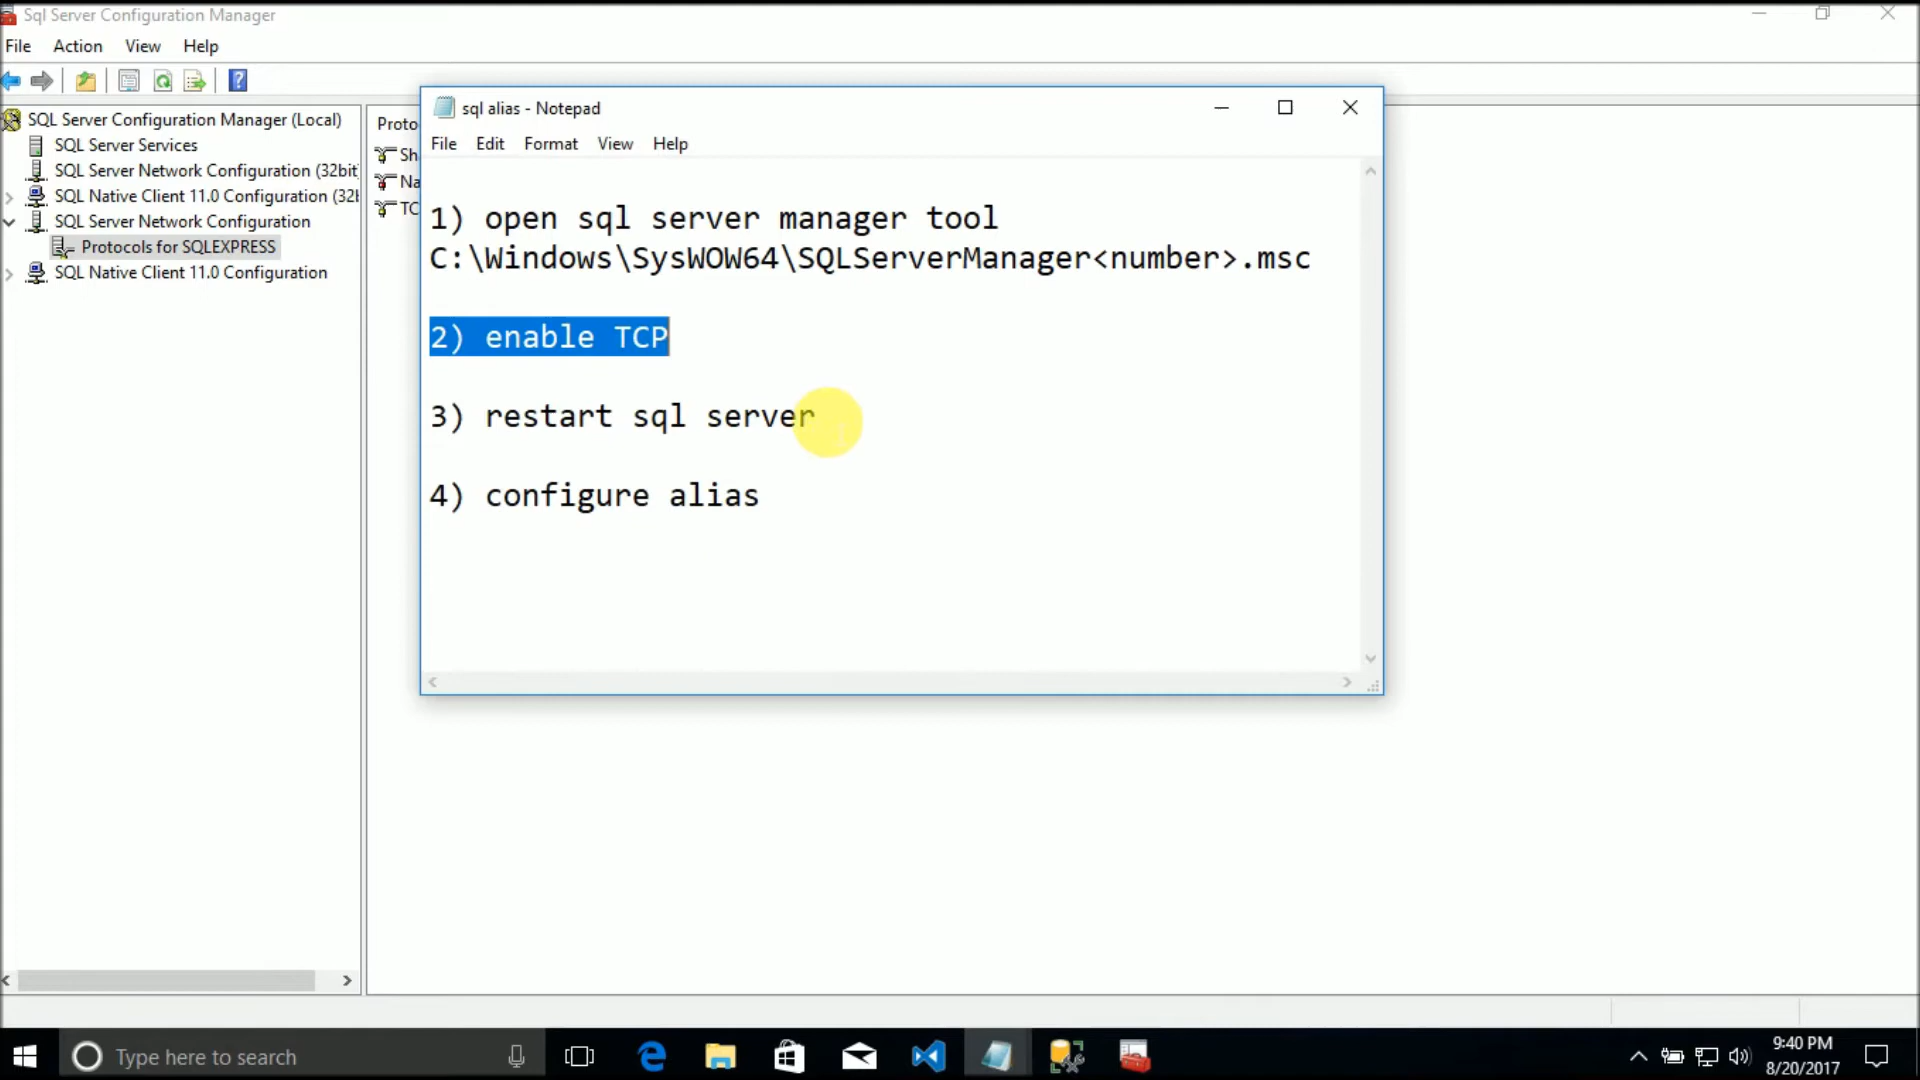 Sql Server Configuration Manager
File Action View Help
SQL Server Configuration Manager (Local)
SQL Server Services
SQL Server Network Configuration (32bit
SQL Native Client 11.0 Configuration (32
SQL Server Network Configuration
Protocols for SQLEXPRESS
SQL Native Client 11.0 Configuration
Proto
Sh
Na
TC
sql alias - Notepad
File Edit Format View Help
1) open sql server manager tool
C:\Windows\SysWOW64\SQLServerManager<number>.msc
2) enable TCP
3) restart sql server
4) configure alias
Type here to search
9:40 PM
8/20/2017